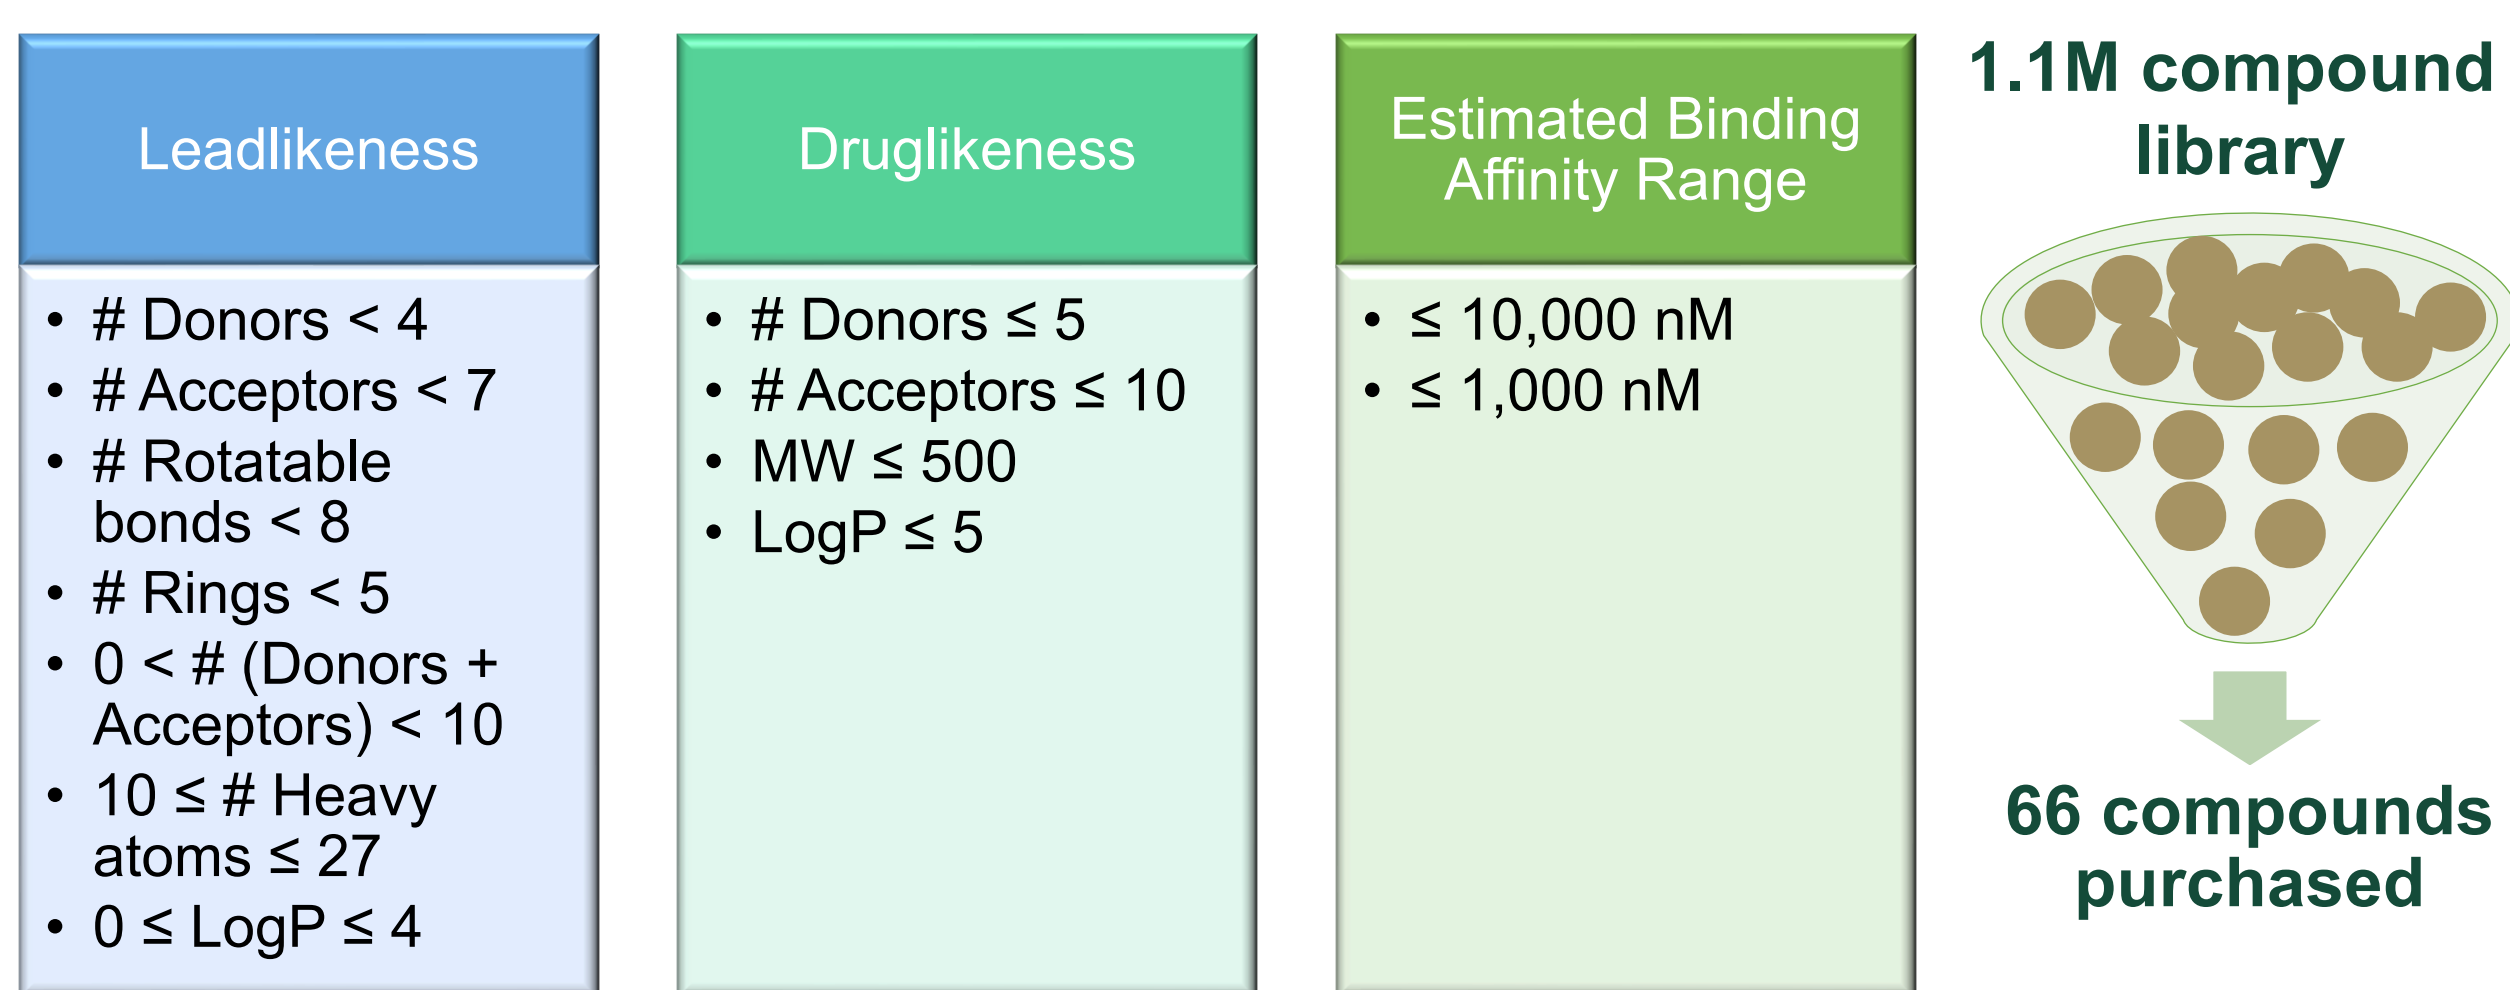 Leadlikeness
• # Donors < 4
• # Acceptors < 7
• # Rotatable
bonds < 8
• # Rings < 5
• 0 < # (Donors +
Acceptors) < 10
• 10 ≤ # Heavy
atoms ≤ 27
• 0 ≤ LogP ≤ 4
Druglikeness
• # Donors ≤ 5
• # Acceptors ≤ 10
• MW ≤ 500
• LogP ≤ 5
Estimated Binding
Affinity Range
• ≤ 10,000 nM
• ≤ 1,000 nM
1.1M compound
library
66 compounds
purchased